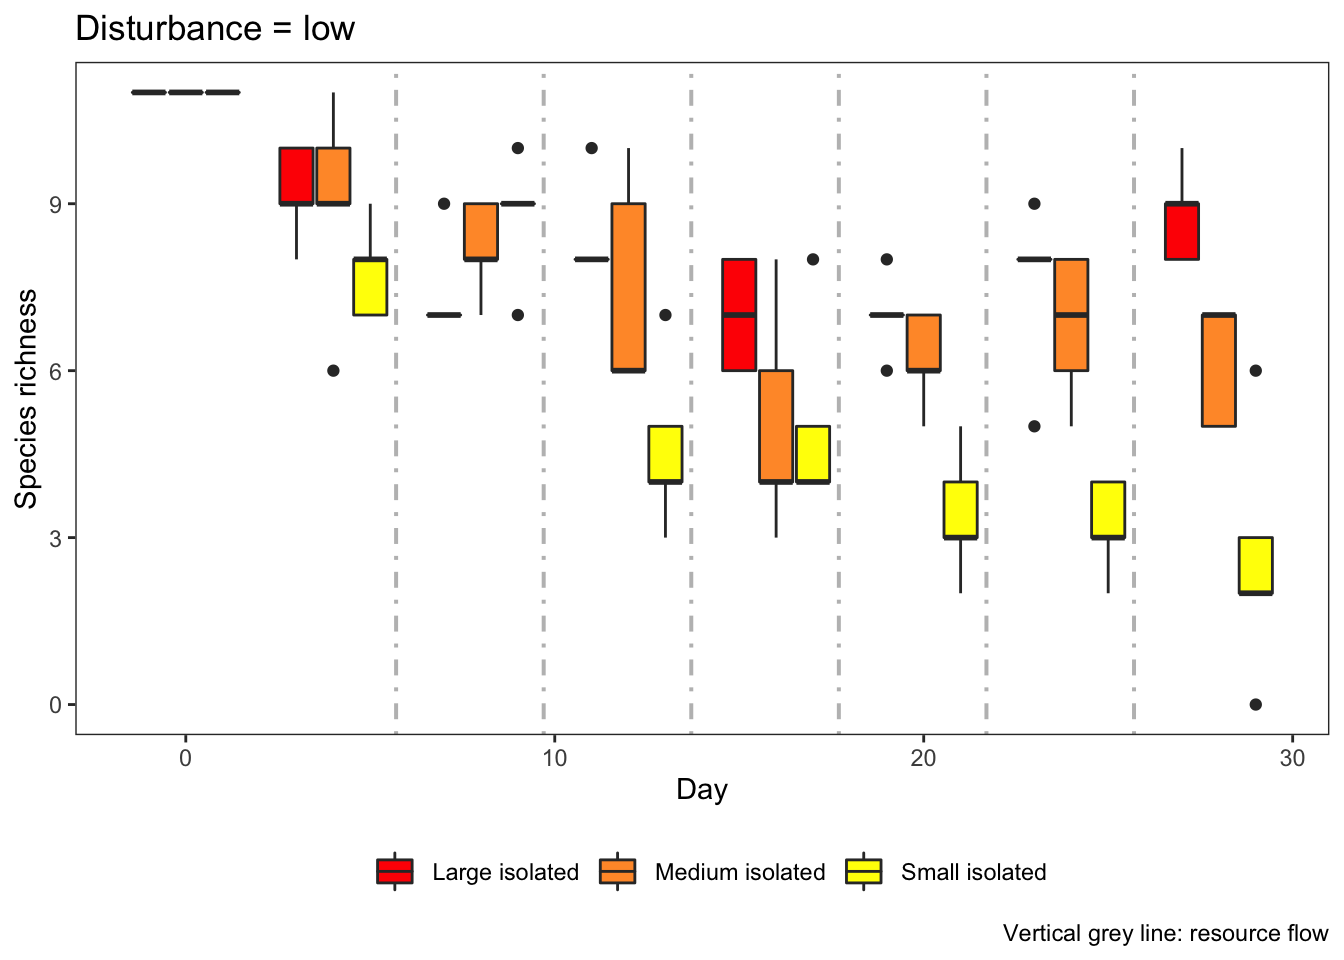 Disturbance = low
Species richness
9
6
3
0
0 10 20 30
Day
Large isolated Medium isolated Small isolated
Vertical grey line: resource flow